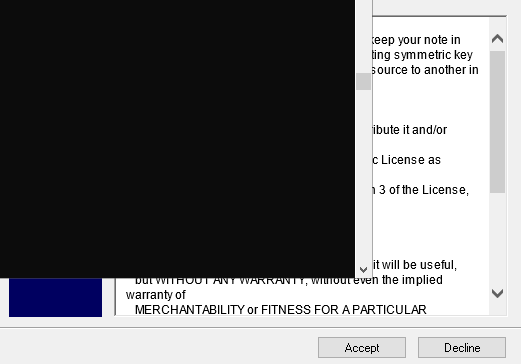 keep your note in
ting symmetric key
source to another in
ibute it and/or
c License as
3 of the License,
it will be useful,
but WITHOUT ANY WARRANTY; without even the implied
warranty of
MERCHANTABILITY or FITNESS FOR A PARTICULAR
Accept
Decline